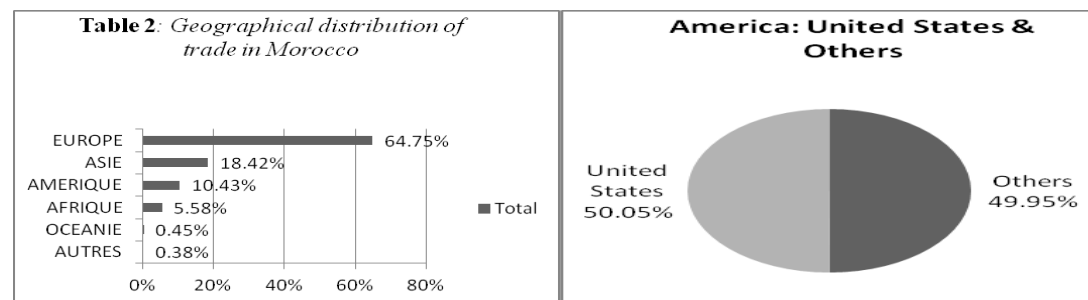 Table 2: Geographical distribution of
trade in Morocco
EUROPE 64.75%
ASIE 18.42%
AMERIQUE 10.43%
AFRIQUE 5.58%
OCEANIE 0.45%
AUTRES 0.38%
0% 20% 40% 60% 80%
Total
America: United States &
Others
United
States
50.05%
Others
49.95%